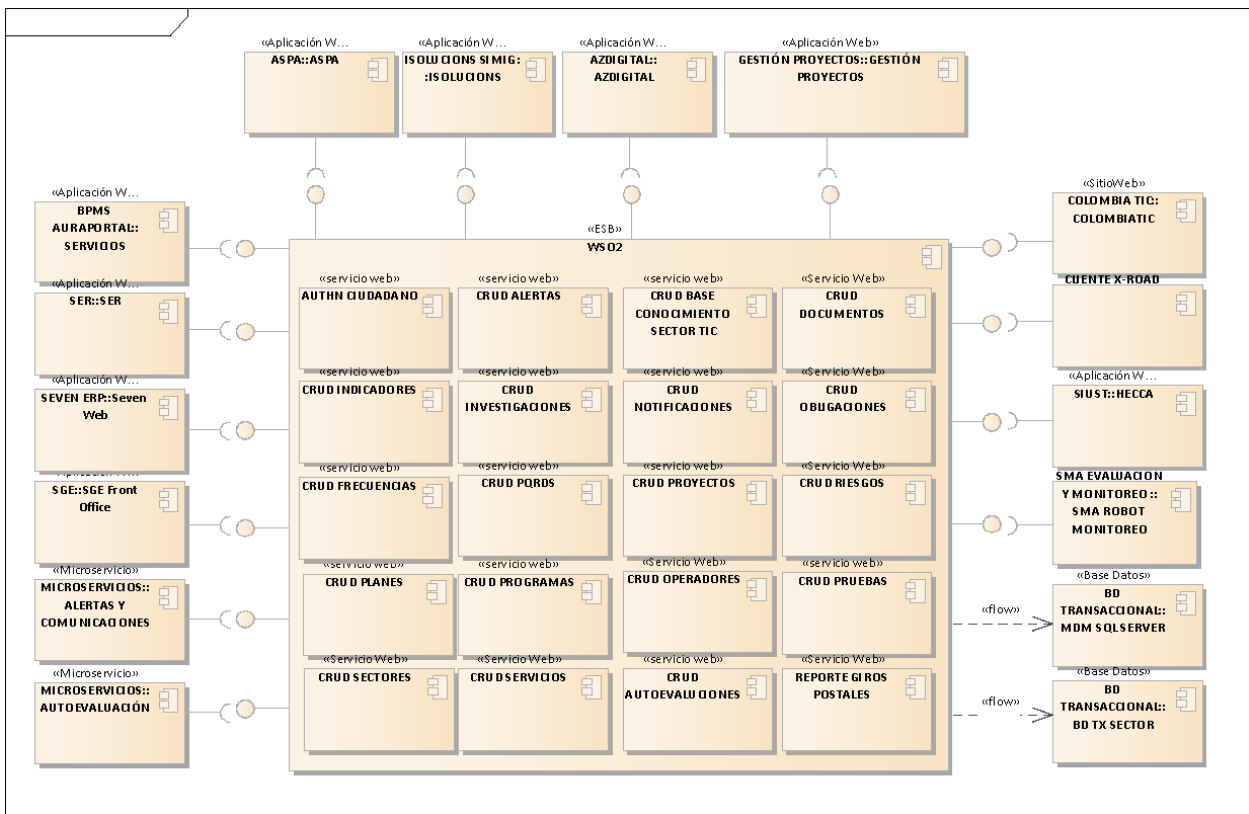 «Aplicación W...
ASPA::ASPA
«Aplicación W...
ISOLUCIONS SIMIG:
:ISOLUCIONS
«Aplicación W...
AZDIGITAL::
AZDIGITAL
«Aplicación Web»
GESTIÓN PROYECTOS::GESTIÓN
PROYECTOS
«Aplicación W...
BPMS
AURAPORTAL::
SERVICIOS
«Aplicación W...
SER::SER
«Aplicación W...
SEVEN ERP::Seven
Web
«Aplicación W...
SGE::SGE Front
Office
«Microservicio»
MICROSERVICIOS::
ALERTAS Y
COMUNICACIONES
«Microservicio»
MICROSERVICIOS::
AUTOEVALUACIÓN
«ESB»
WSO2
«servicio web»
AUTHN CIUDADANO
«servicio web»
CRUD ALERTAS
«servicio web»
CRUD BASE
CONOCIMIENTO
SECTOR TIC
«Servicio Web»
CRUD
DOCUMENTOS
«servicio web»
CRUD INDICADORES
«servicio web»
CRUD
INVESTIGACIONES
«servicio web»
CRUD
NOTIFICACIONES
«Servicio Web»
CRUD
OBLIGACIONES
«servicio web»
CRUD FRECUENCIAS
«servicio web»
CRUD PQRDS
«servicio web»
CRUD PROYECTOS
«Servicio Web»
CRUD RIESGOS
«servicio web»
CRUD PLANES
«servicio web»
CRUD PROGRAMAS
«Servicio Web»
CRUD OPERADORES
«servicio web»
CRUD PRUEBAS
«Servicio Web»
CRUD SECTORES
«Servicio Web»
CRUD SERVICIOS
«servicio web»
CRUD
AUTOEVALUCIONES
«Servicio Web»
REPORTE GIROS
POSTALES
«SitioWeb»
COLOMBIA TIC::
COLOMBIATIC
CLIENTE X-ROAD
«Aplicación W...
SIUST::HECCA
SMA EVALUACION
Y MONITOREO ::
SMA ROBOT
MONITOREO
«flow»
«Base Datos»
BD
TRANSACCIONAL::
MDM SQLSERVER
«flow»
«Base Datos»
BD
TRANSACCIONAL::
BD TX SECTOR